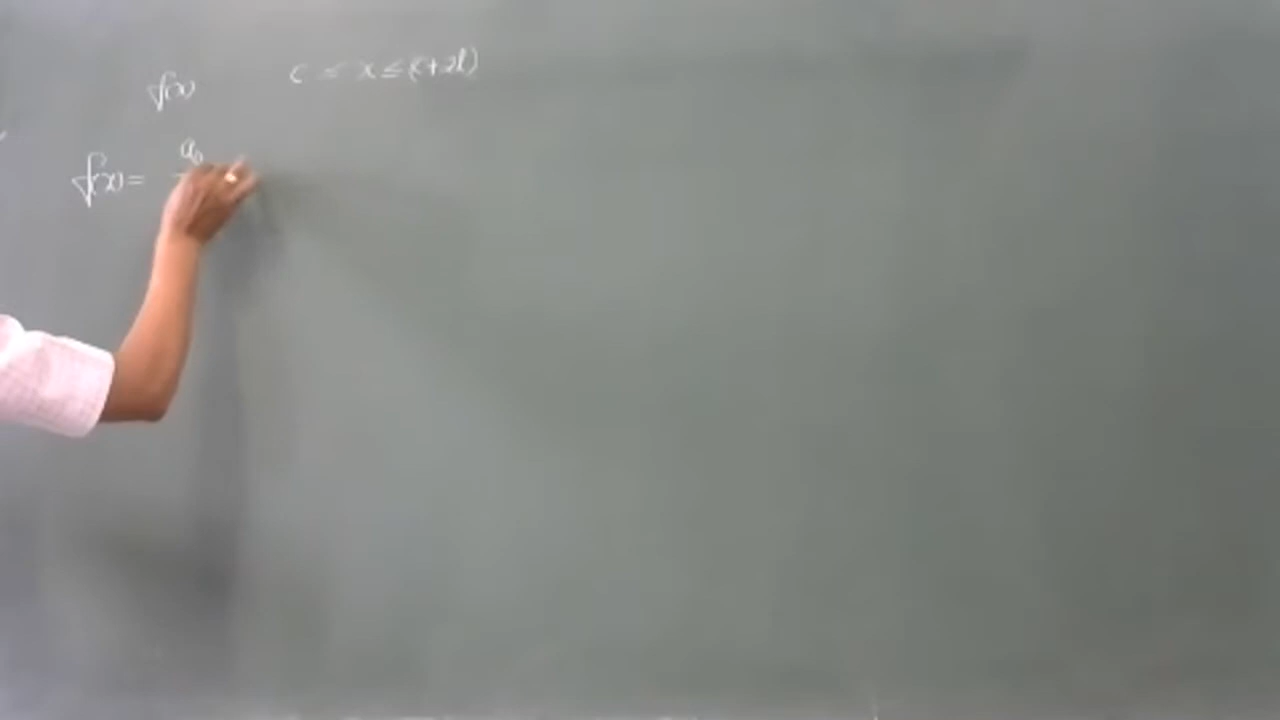 f(x) c ≤ x ≤ (c+2l)
f(x) = a₀